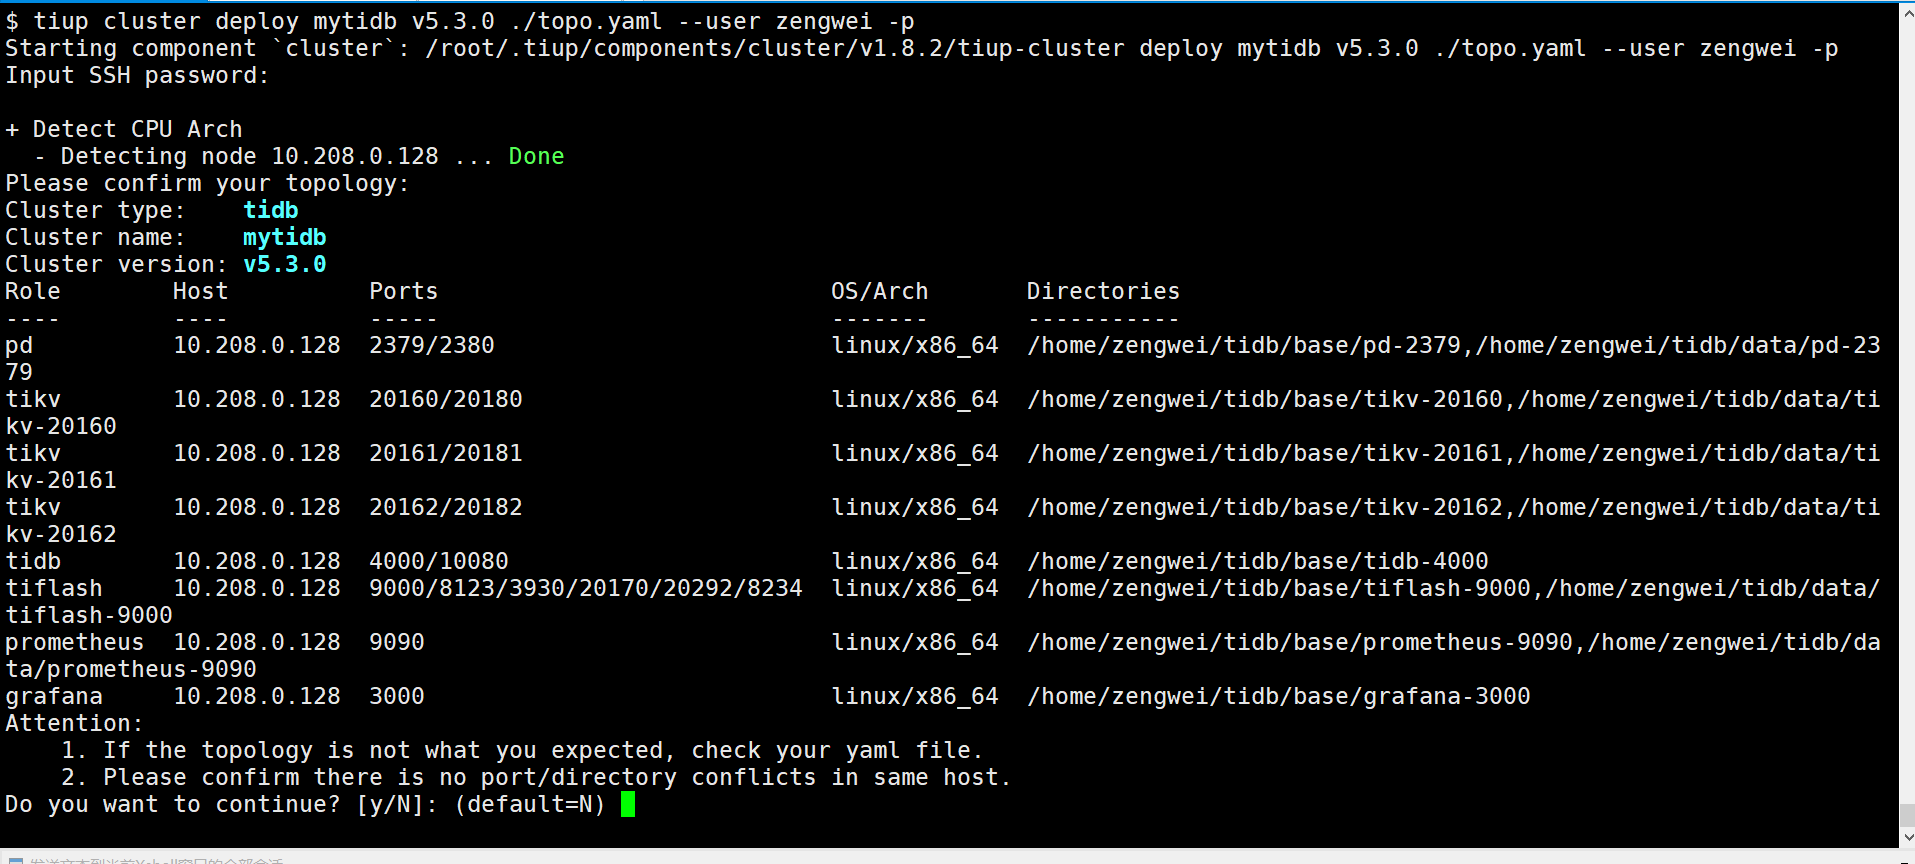 $ tiup cluster deploy mytidb v5.3.0 ./topo.yaml --user zengwei -p
Starting component `cluster`: /root/.tiup/components/cluster/v1.8.2/tiup-cluster deploy mytidb v5.3.0 ./topo.yaml --user zengwei -p
Input SSH password:
+ Detect CPU Arch
  - Detecting node 10.208.0.128 ... Done
Please confirm your topology:
Cluster type:    tidb
Cluster name:    mytidb
Cluster version: v5.3.0
Role        Host          Ports                            OS/Arch       Directories
----        ----          -----                            -------       -----------
pd          10.208.0.128  2379/2380                        linux/x86_64  /home/zengwei/tidb/base/pd-2379,/home/zengwei/tidb/data/pd-23
79
tikv        10.208.0.128  20160/20180                      linux/x86_64  /home/zengwei/tidb/base/tikv-20160,/home/zengwei/tidb/data/ti
kv-20160
tikv        10.208.0.128  20161/20181                      linux/x86_64  /home/zengwei/tidb/base/tikv-20161,/home/zengwei/tidb/data/ti
kv-20161
tikv        10.208.0.128  20162/20182                      linux/x86_64  /home/zengwei/tidb/base/tikv-20162,/home/zengwei/tidb/data/ti
kv-20162
tidb        10.208.0.128  4000/10080                       linux/x86_64  /home/zengwei/tidb/base/tidb-4000
tiflash     10.208.0.128  9000/8123/3930/20170/20292/8234  linux/x86_64  /home/zengwei/tidb/base/tiflash-9000,/home/zengwei/tidb/data/
tiflash-9000
prometheus  10.208.0.128  9090                             linux/x86_64  /home/zengwei/tidb/base/prometheus-9090,/home/zengwei/tidb/da
ta/prometheus-9090
grafana     10.208.0.128  3000                             linux/x86_64  /home/zengwei/tidb/base/grafana-3000
Attention:
    1. If the topology is not what you expected, check your yaml file.
    2. Please confirm there is no port/directory conflicts in same host.
Do you want to continue? [y/N]: (default=N)